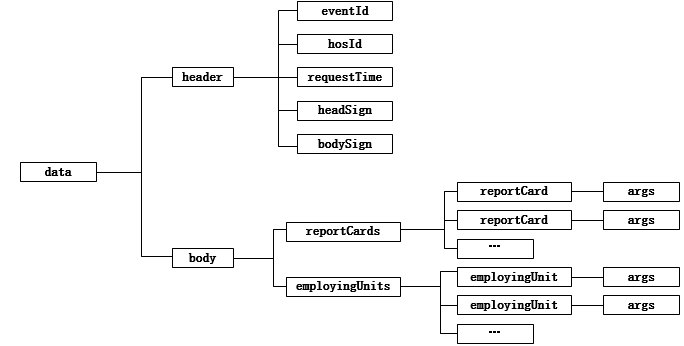 eventId
hosId
requestTime
headSign
bodySign
header
data
body
reportCards
reportCard
args
reportCard
args
---
employingUnits
employingUnit
args
employingUnit
args
---